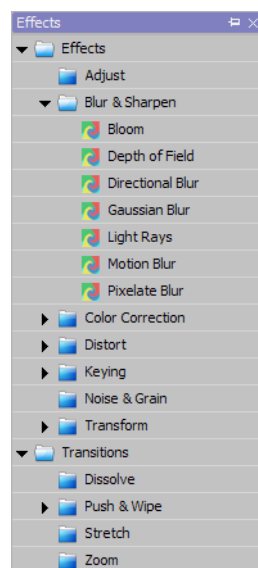 Effects
Effects
Adjust
Blur & Sharpen
Bloom
Depth of Field
Directional Blur
Gaussian Blur
Light Rays
Motion Blur
Pixelate Blur
Color Correction
Distort
Keying
Noise & Grain
Transform
Transitions
Dissolve
Push & Wipe
Stretch
Zoom